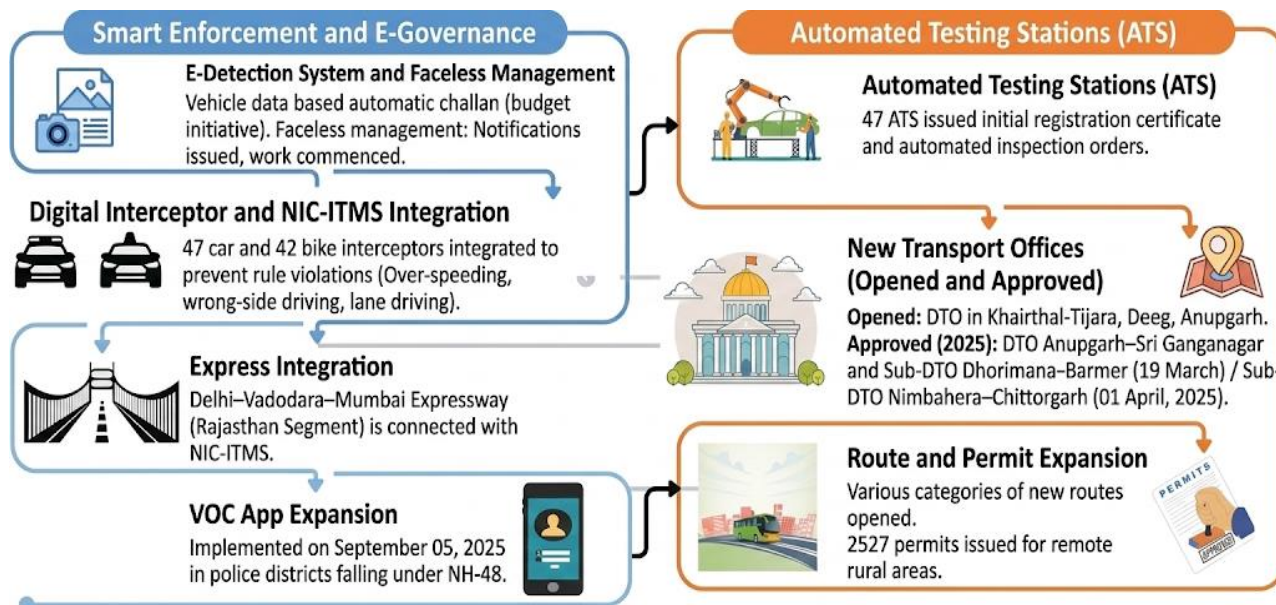 Smart Enforcement and E-Governance
E-Detection System and Faceless Management
Vehicle data based automatic challan (budget
initiative). Faceless management: Notifications
issued, work commenced.
Digital Interceptor and NIC-ITMS Integration
47 car and 42 bike interceptors integrated to
prevent rule violations (Over-speeding,
wrong-side driving, lane driving).
Express Integration
Delhi–Vadodara–Mumbai Expressway
(Rajasthan Segment) is connected with
NIC-ITMS.
VOC App Expansion
Implemented on September 05, 2025
in police districts falling under NH-48.
Automated Testing Stations (ATS)
Automated Testing Stations (ATS)
47 ATS issued initial registration certificate
and automated inspection orders.
New Transport Offices
(Opened and Approved)
Opened: DTO in Khairthal-Tijara, Deeg, Anupgarh.
Approved (2025): DTO Anupgarh–Sri Ganganagar
and Sub-DTO Dhorimana–Barmer (19 March) / Sub-
DTO Nimbahera–Chittorgarh (01 April, 2025).
Route and Permit Expansion
Various categories of new routes
opened.
2527 permits issued for remote
rural areas.
PERMITS
APPROVED